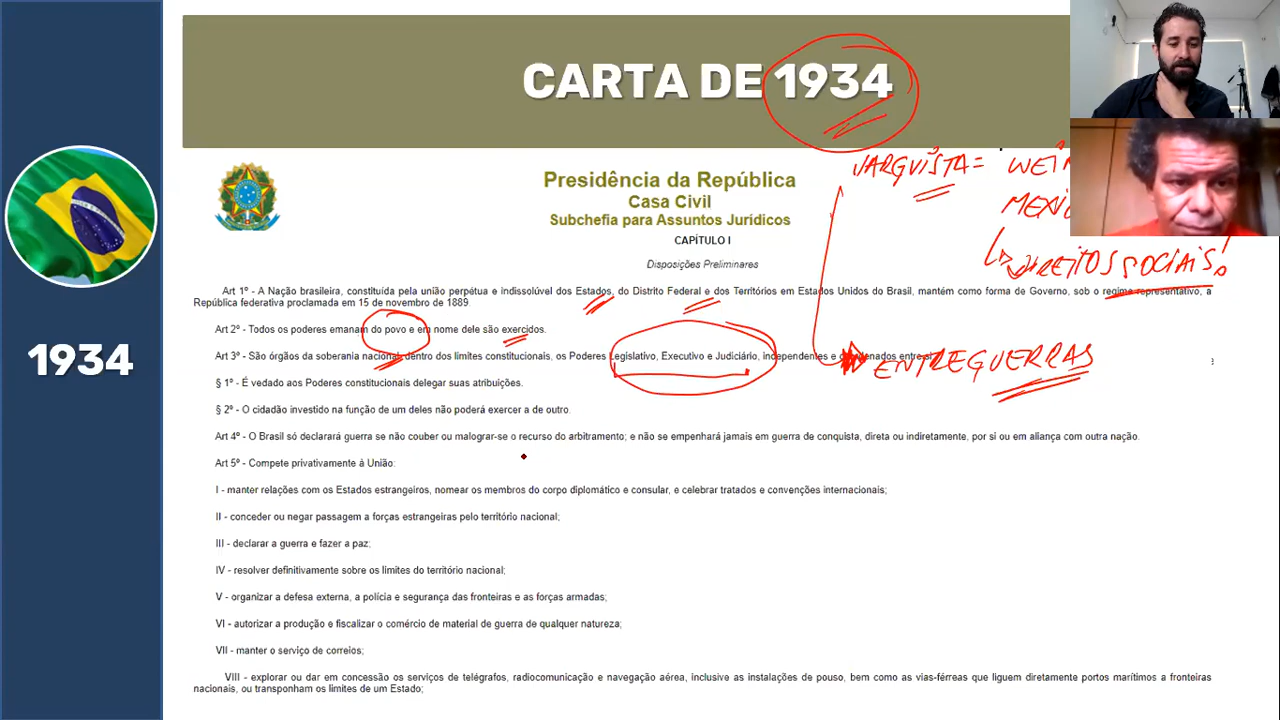 CARTA DE 1934
VARGUISTA =
Presidência da República
Casa Civil
Subchefia para Assuntos Jurídicos
CAPÍTULO I
Disposições Preliminares
DIREITOS SOCIAIS!
Art 1º - A Nação brasileira, constituída pela união perpétua e indissolúvel dos Estados, do Distrito Federal e dos Territórios em Estados Unidos do Brasil, mantém como forma de Governo, sob o regime representativo, a
República federativa proclamada em 15 de novembro de 1889.
Art 2º - Todos os poderes emanam do povo e em nome dele são exercidos.
Art 3º - São órgãos da soberania nacional, dentro dos limites constitucionais, os Poderes Legislativo, Executivo e Judiciário, independentes e coordenados entre si
ENTREGUERRAS
1934
§ 1º - É vedado aos Poderes constitucionais delegar suas atribuições.
§ 2º - O cidadão investido na função de um deles não poderá exercer a de outro.
Art 4º - O Brasil só declarará guerra se não couber ou malograr-se o recurso do arbitramento; e não se empenhará jamais em guerra de conquista, direta ou indiretamente, por si ou em aliança com outra nação.
Art 5º - Compete privativamente à União:
I - manter relações com os Estados estrangeiros, nomear os membros do corpo diplomático e consular, e celebrar tratados e convenções internacionais;
II - conceder ou negar passagem a forças estrangeiras pelo território nacional;
III - declarar a guerra e fazer a paz;
IV - resolver definitivamente sobre os limites do território nacional;
V - organizar a defesa externa, a polícia e segurança das fronteiras e as forças armadas;
VI - autorizar a produção e fiscalizar o comércio de material de guerra de qualquer natureza;
VII - manter o serviço de correios;
VIII - explorar ou dar em concessão os serviços de telégrafos, radiocomunicação e navegação aérea, inclusive as instalações de pouso, bem como as vias-férreas que liguem diretamente portos marítimos a fronteiras
nacionais, ou transponham os limites de um Estado;